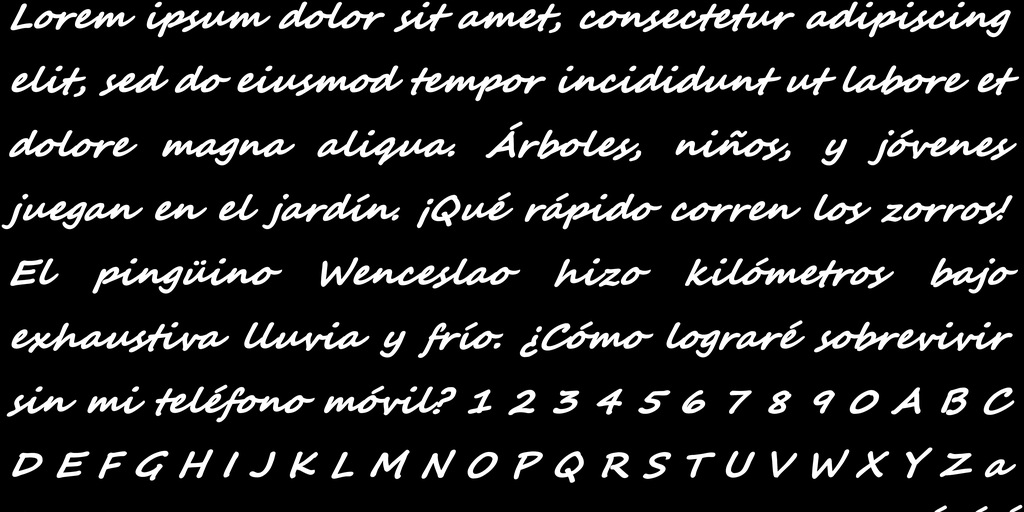 Lorem ipsum dolor sit amet, consectetur adipiscing
elit, sed do eiusmod tempor incididunt ut labore et
dolore magna aliqua. Árboles, niños, y jóvenes
juegan en el jardín. ¡Qué rápido corren los zorros!
El pingüino Wenceslao hizo kilómetros bajo
exhaustiva lluvia y frío. ¿Cómo lograré sobrevivir
sin mi teléfono móvil? 1 2 3 4 5 6 7 8 9 0 A B C
D E F G H I J K L M N O P Q R S T U V W X Y Z a